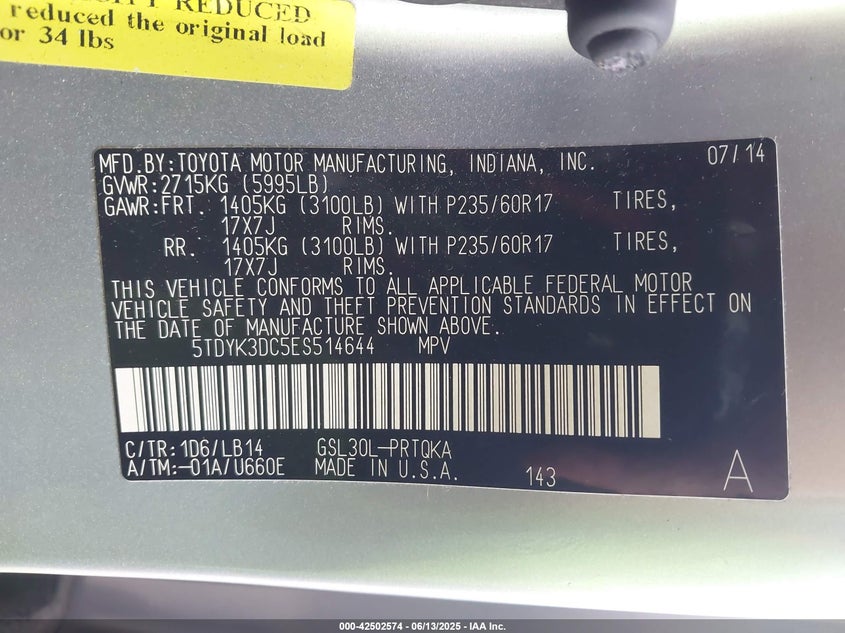 REDUCED
reduced the original load
or 34 lbs
MFD.BY:TOYOTA MOTOR MANUFACTURING, INDIANA, INC. 07/14
GVWR:2715KG (5995LB)
GAWR:FRT. 1405KG (3100LB) WITH P235/60R17 TIRES,
17X7J RIMS.
RR. 1405KG (3100LB) WITH P235/60R17 TIRES,
17X7J RIMS.
THIS VEHICLE CONFORMS TO ALL APPLICABLE FEDERAL MOTOR
VEHICLE SAFETY AND THEFT PREVENTION STANDARDS IN EFFECT ON
THE DATE OF MANUFACTURE SHOWN ABOVE.
5TDYK3DC5ES514644 MPV
C/TR:1D6/LB14 GSL30L-PRTQKA
A/TM:-01A/U660E MADE IN U.S.A. 143 A
000-42502574 - 06/13/2025 - IAA Inc.